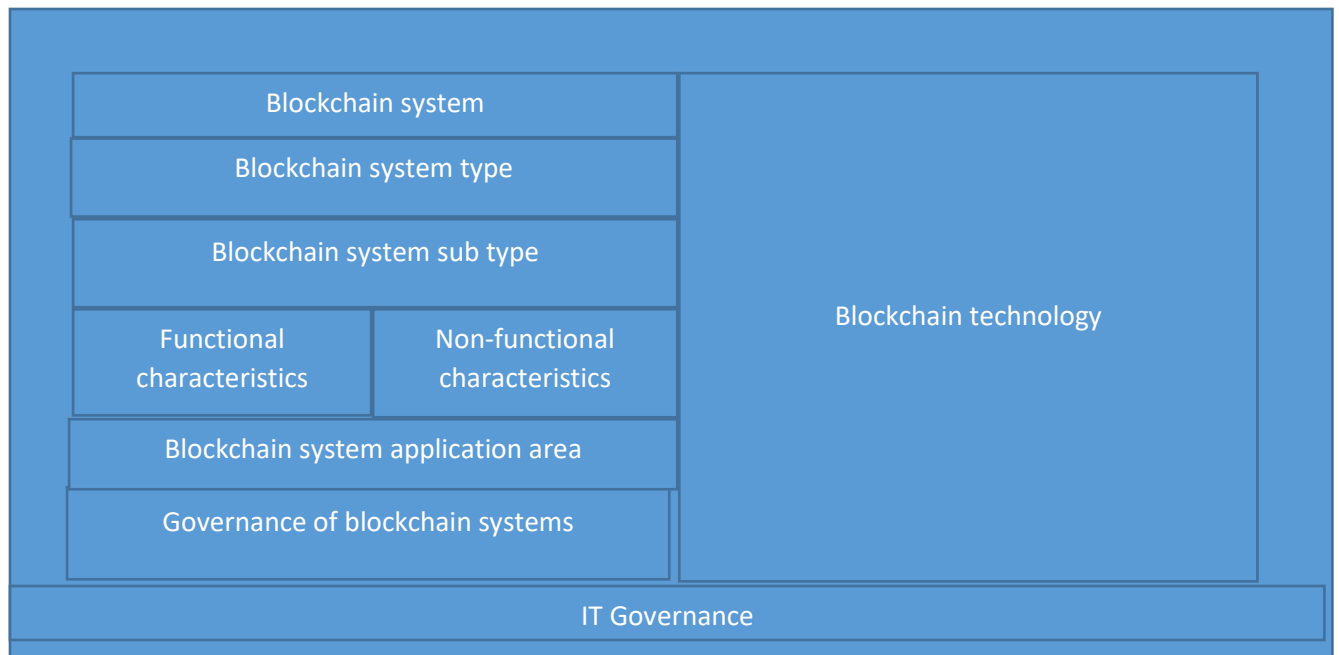 Blockchain system
Blockchain system type
Blockchain system sub type
Functional
characteristics
Non-functional
characteristics
Blockchain system application area
Governance of blockchain systems
Blockchain technology
IT Governance